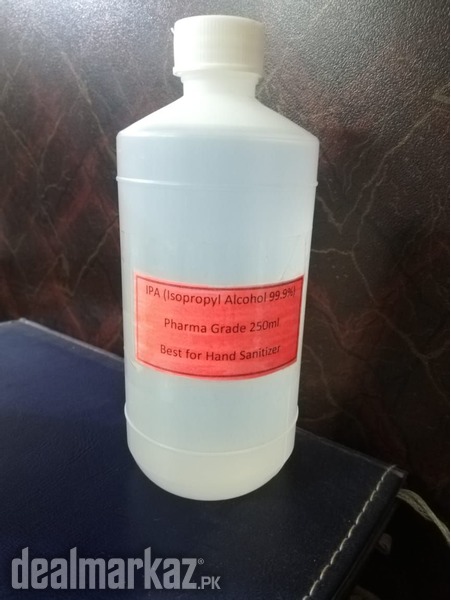 IPA (Isopropyl Alcohol 99.9%)
Pharma Grade 250ml
Best for Hand Sanitizer
dealmarkaz.PK